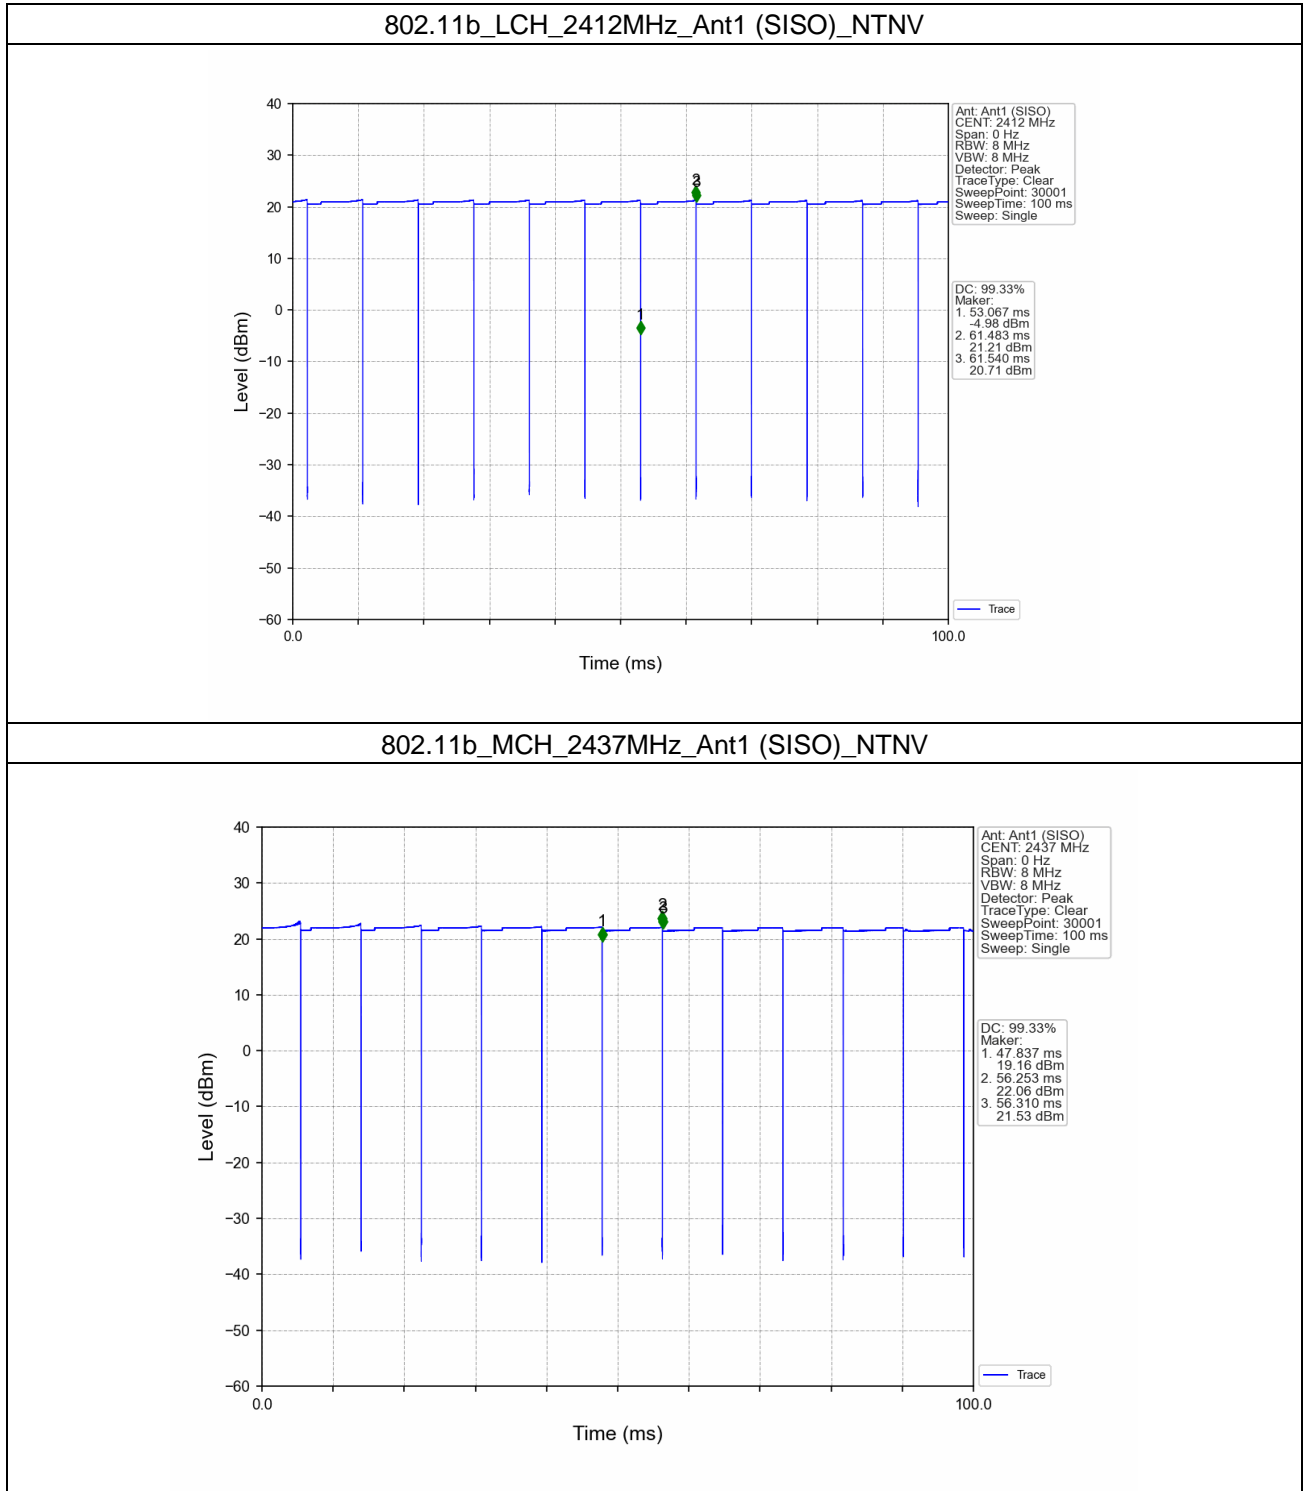 802.11b_LCH_2412MHz_Ant1 (SISO)_NTNV
40
30
20
10
0
−10
−20
−30
−40
−50
−60
Level (dBm)
0.0
100.0
Time (ms)
1
2
3
Ant: Ant1 (SISO)
CENT: 2412 MHz
Span: 0 Hz
RBW: 8 MHz
VBW: 8 MHz
Detector: Peak
TraceType: Clear
SweepPoint: 30001
SweepTime: 100 ms
Sweep: Single
DC: 99.33%
Maker:
1. 53.067 ms
-4.98 dBm
2. 61.483 ms
21.21 dBm
3. 61.540 ms
20.71 dBm
Trace
802.11b_MCH_2437MHz_Ant1 (SISO)_NTNV
40
30
20
10
0
−10
−20
−30
−40
−50
−60
Level (dBm)
0.0
100.0
Time (ms)
1
2
3
Ant: Ant1 (SISO)
CENT: 2437 MHz
Span: 0 Hz
RBW: 8 MHz
VBW: 8 MHz
Detector: Peak
TraceType: Clear
SweepPoint: 30001
SweepTime: 100 ms
Sweep: Single
DC: 99.33%
Maker:
1. 47.837 ms
19.16 dBm
2. 56.253 ms
22.06 dBm
3. 56.310 ms
21.53 dBm
Trace